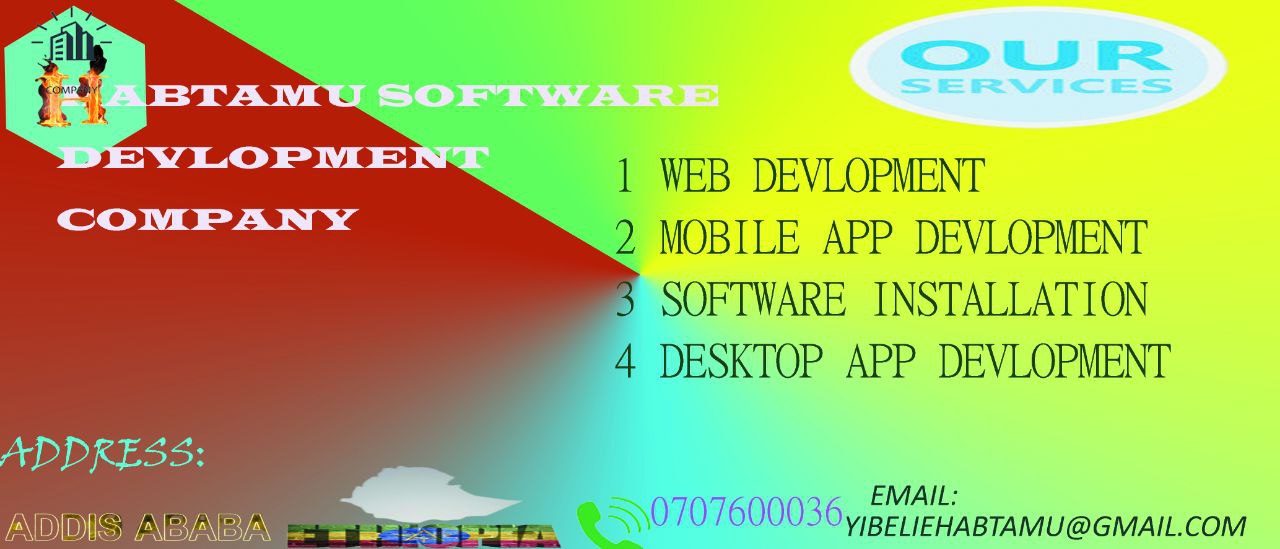 COMPANY
HABTAMU SOFTWARE
DEVLOPMENT
COMPANY
OUR
SERVICES
1 WEB DEVLOPMENT
2 MOBILE APP DEVLOPMENT
3 SOFTWARE INSTALLATION
4 DESKTOP APP DEVLOPMENT
ADDRESS:
ADDIS ABABA ETHIOPIA
0707600036
EMAIL:
YIBELIEHABTAMU@GMAIL.COM